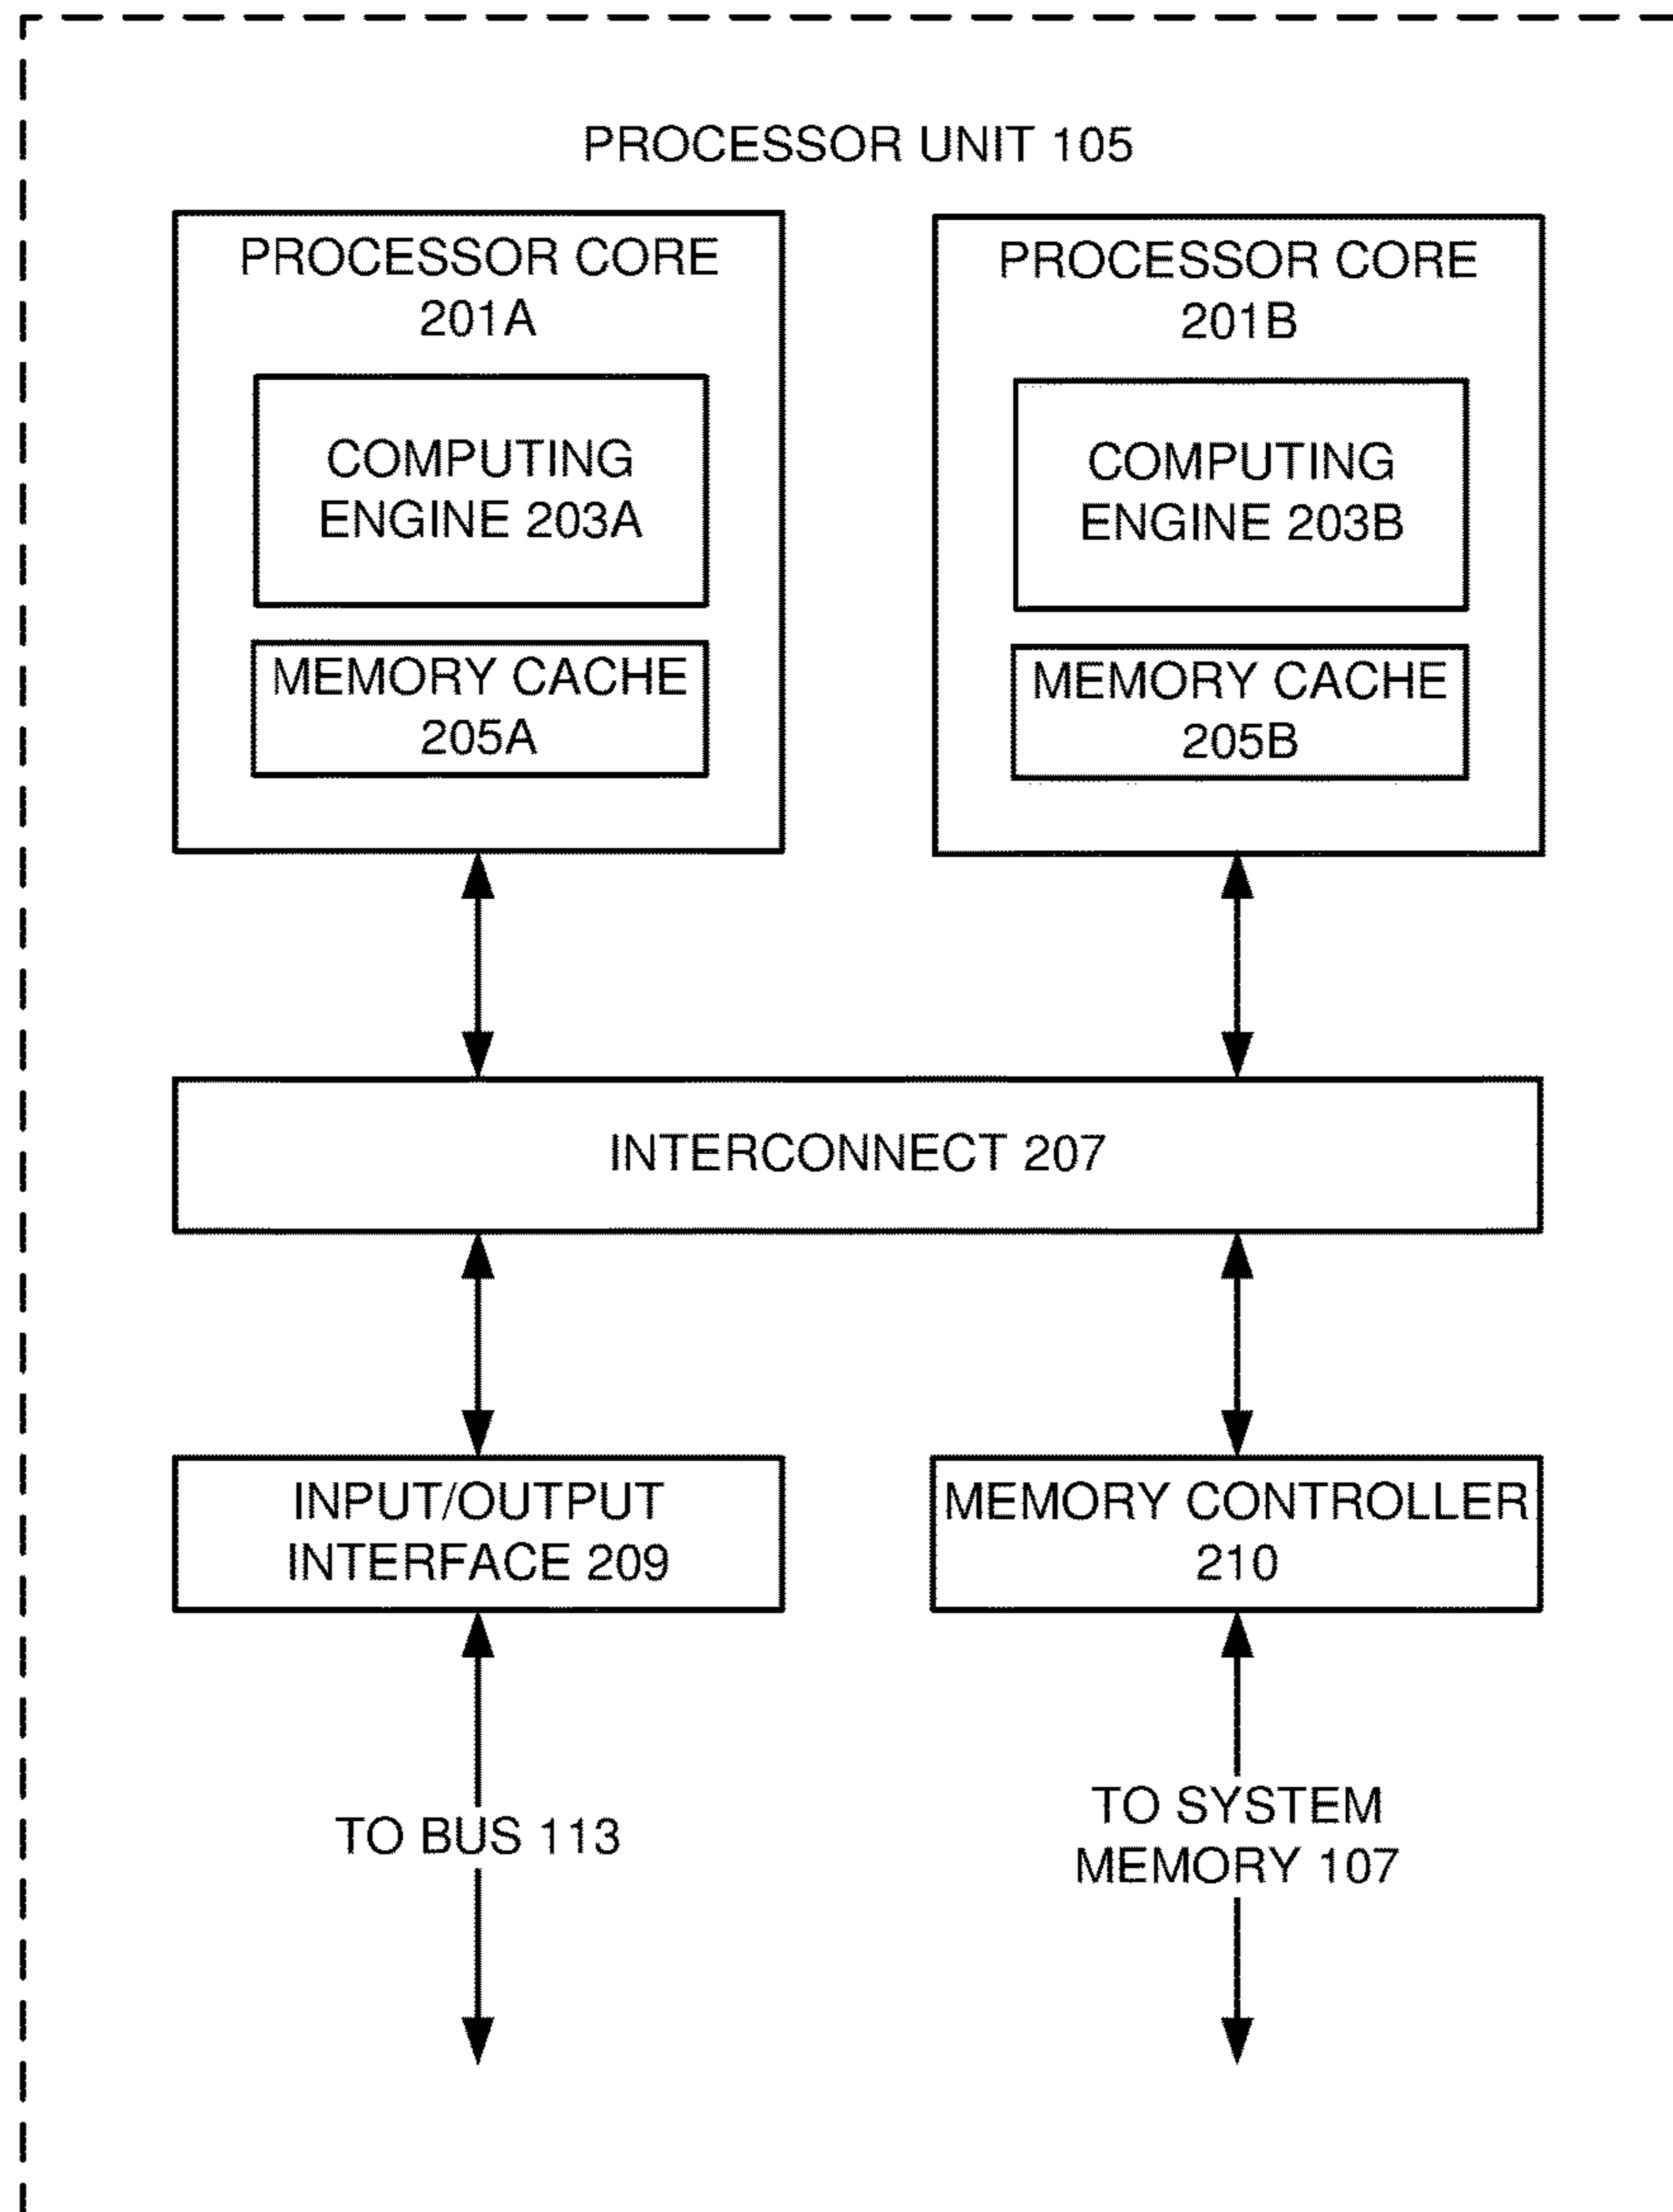 PROCESSOR UNIT 105
PROCESSOR CORE
201A
COMPUTING
ENGINE 203A
MEMORY CACHE
205A
PROCESSOR CORE
201B
COMPUTING
ENGINE 203B
MEMORY CACHE
205B
INTERCONNECT 207
INPUT/OUTPUT
INTERFACE 209
MEMORY CONTROLLER
210
TO BUS 113
TO SYSTEM
MEMORY 107